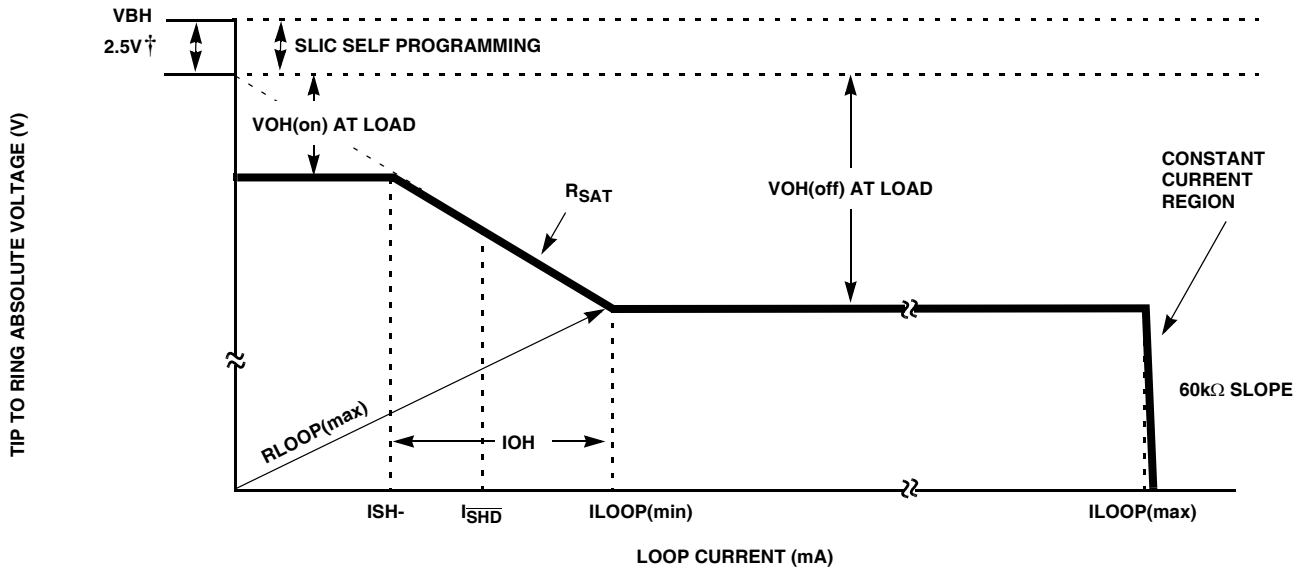 VBH
2.5V †
SLIC SELF PROGRAMMING
VOH(on) AT LOAD
VOH(off) AT LOAD
CONSTANT
CURRENT
REGION
RSAT
60kΩ SLOPE
RLOOP(max)
IOH
ISH-
ISHD
ILOOP(min)
ILOOP(max)
LOOP CURRENT (mA)
TIP TO RING ABSOLUTE VOLTAGE (V)